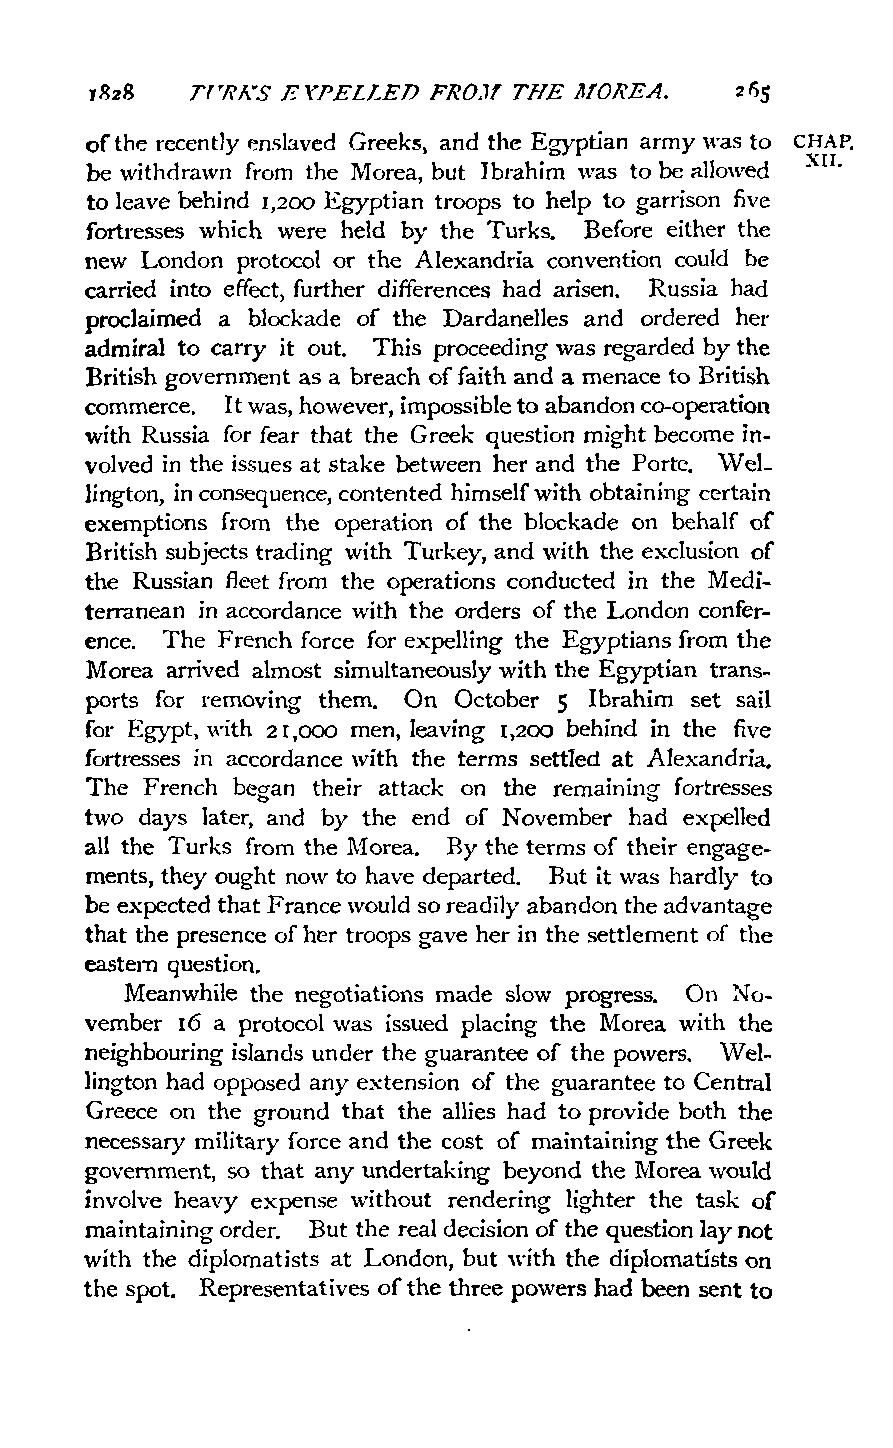 1828 TURKS EXPELLED FROM THE MOREA. 265
of the recently enslaved Greeks, and the Egyptian army was to CHAP. XII.
be withdrawn from the Morea, but Ibrahim was to be allowed
to leave behind 1,200 Egyptian troops to help to garrison five
fortresses which were held by the Turks. Before either the
new London protocol or the Alexandria convention could be
carried into effect, further differences had arisen. Russia had
proclaimed a blockade of the Dardanelles and ordered her
admiral to carry it out. This proceeding was regarded by the
British government as a breach of faith and a menace to British
commerce. It was, however, impossible to abandon co-operation
with Russia for fear that the Greek question might become in-
volved in the issues at stake between her and the Porte. Wel-
lington, in consequence, contented himself with obtaining certain
exemptions from the operation of the blockade on behalf of
British subjects trading with Turkey, and with the exclusion of
the Russian fleet from the operations conducted in the Medi-
terranean in accordance with the orders of the London confer-
ence. The French force for expelling the Egyptians from the
Morea arrived almost simultaneously with the Egyptian trans-
ports for removing them. On October 5 Ibrahim set sail
for Egypt, with 21,000 men, leaving 1,200 behind in the five
fortresses in accordance with the terms settled at Alexandria.
The French began their attack on the remaining fortresses
two days later, and by the end of November had expelled
all the Turks from the Morea. By the terms of their engage-
ments, they ought now to have departed. But it was hardly to
be expected that France would so readily abandon the advantage
that the presence of her troops gave her in the settlement of the
eastern question.
Meanwhile the negotiations made slow progress. On No-
vember 16 a protocol was issued placing the Morea with the
neighbouring islands under the guarantee of the powers. Wel-
lington had opposed any extension of the guarantee to Central
Greece on the ground that the allies had to provide both the
necessary military force and the cost of maintaining the Greek
government, so that any undertaking beyond the Morea would
involve heavy expense without rendering lighter the task of
maintaining order. But the real decision of the question lay not
with the diplomatists at London, but with the diplomatists on
the spot. Representatives of the three powers had been sent to